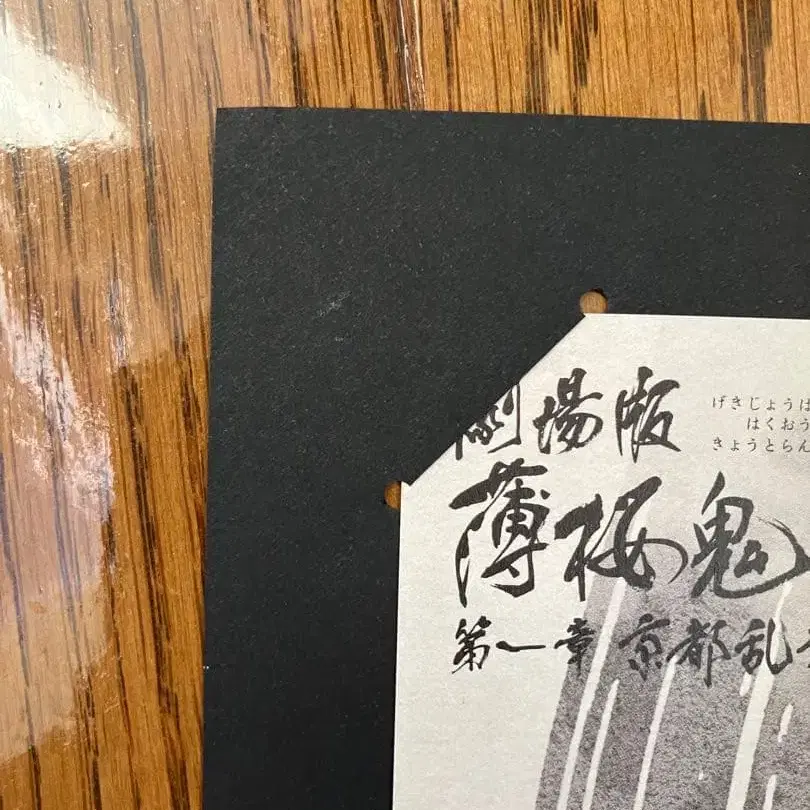 劇場版
げきじょうは
はくおう
きょうとらん
薄桜鬼
第一章 京都乱